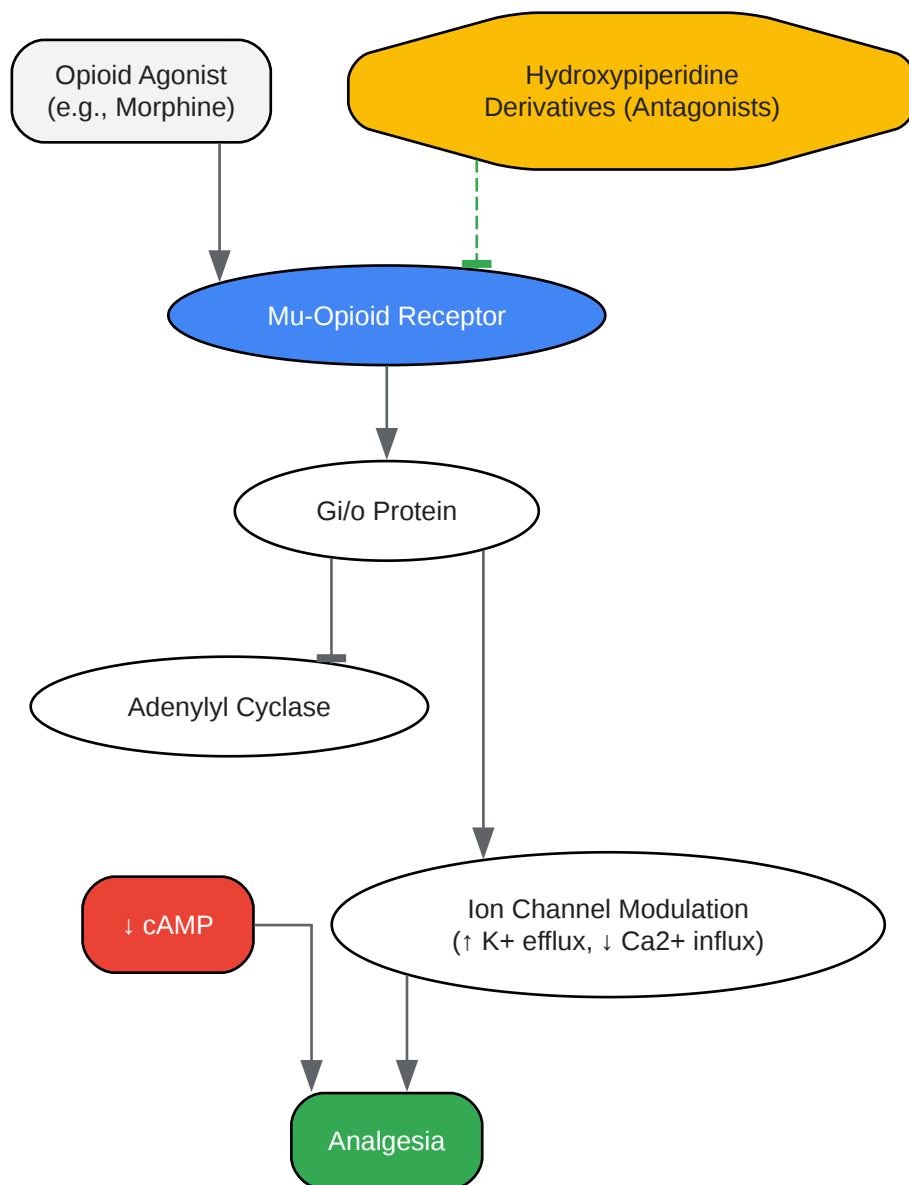 Opioid Agonist
(e.g., Morphine)
Hydroxypiperidine
Derivatives (Antagonists)
Mu-Opioid Receptor
Gi/o Protein
Adenylyl Cyclase
↓ cAMP
Ion Channel Modulation
(↑ K+ efflux, ↓ Ca2+ influx)
Analgesia